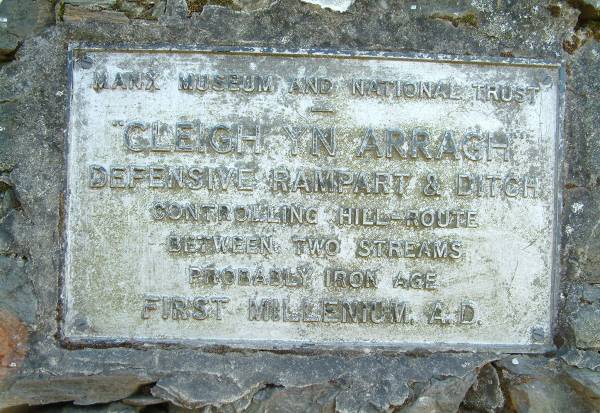 MANX MUSEUM AND NATIONAL TRUST
—
"CLEIGH YN ARRAGH"
DEFENSIVE RAMPART & DITCH
CONTROLLING HILL-ROUTE
BETWEEN TWO STREAMS
PROBABLY IRON AGE
FIRST MILLENIUM. A.D.